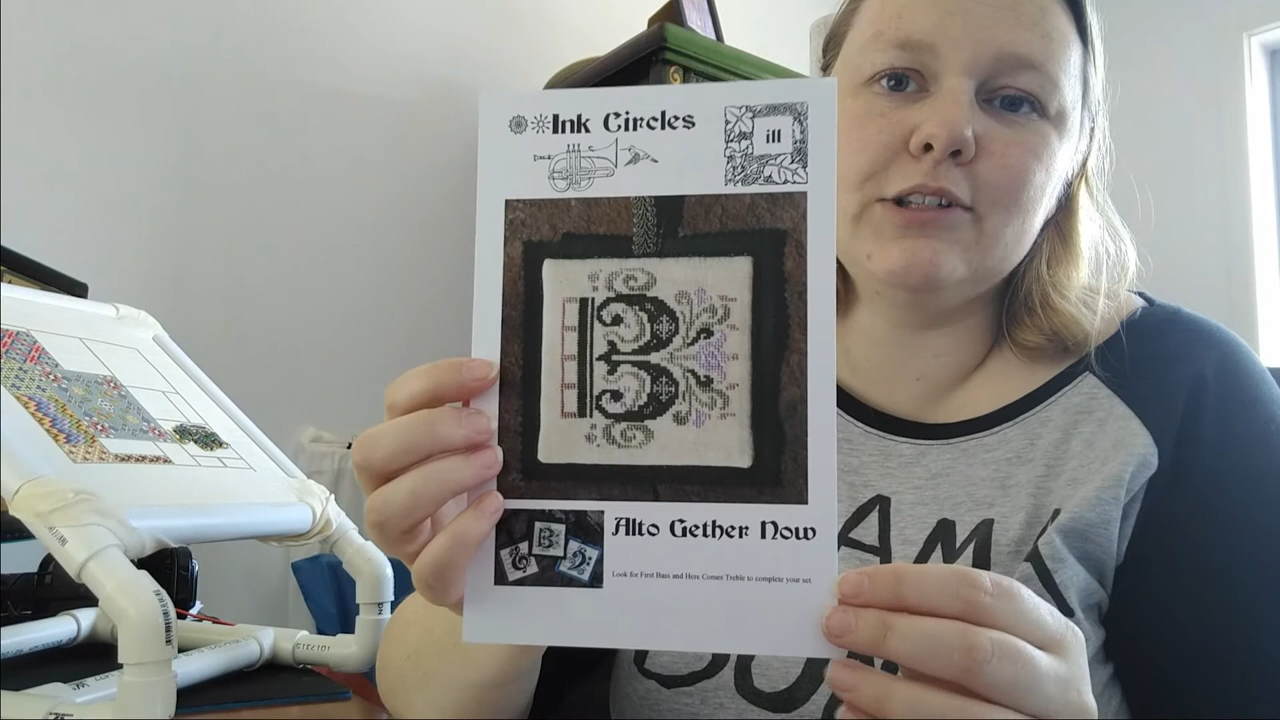 Ink Circles
ill
Alto Gether Now
Look for First Bass and Here Comes Treble to complete your set.